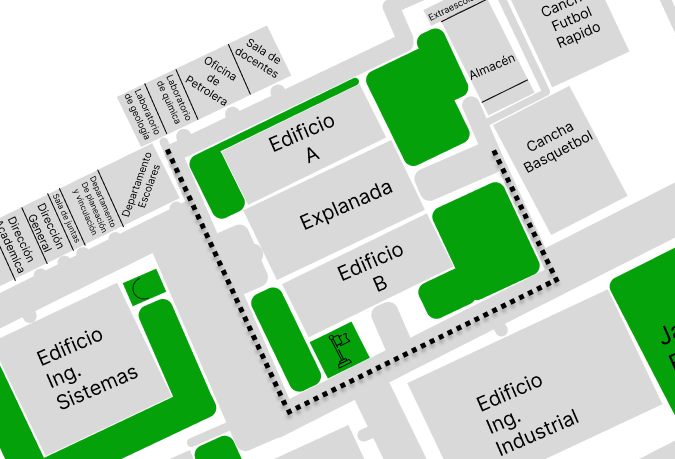 Extraesco
Cancha
Futbol
Rapido
Almacén
Sala de
docentes
Oficina
de
Petrolera
Laboratorio
de química
Laboratorio
de geología
Edificio
A
Cancha
Basquetbol
Explanada
Departamento
Escolares
Departamento
De planeación
y vinculación
Sala de juntas
Dirección
General
Dirección
Academica
Edificio
B
Edificio
Ing.
Sistemas
Edificio
Ing.
Industrial